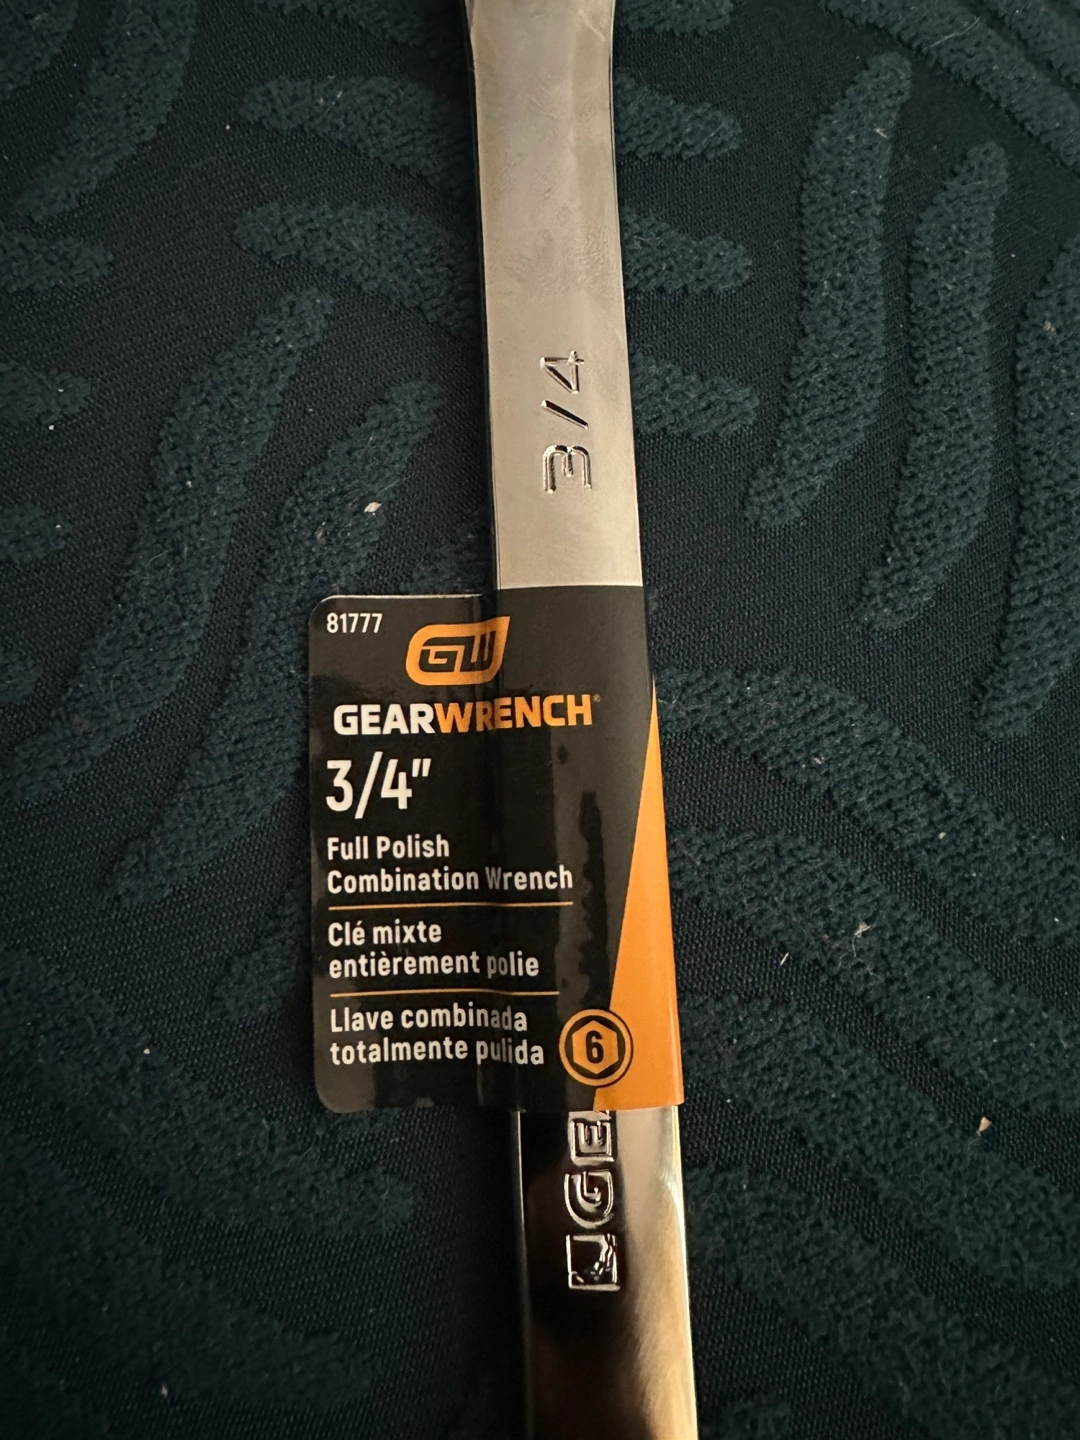 3/4
81777
GW
GEARWRENCH®
3/4"
Full Polish
Combination Wrench
Clé mixte
entièrement polie
Llave combinada
totalmente pulida
6